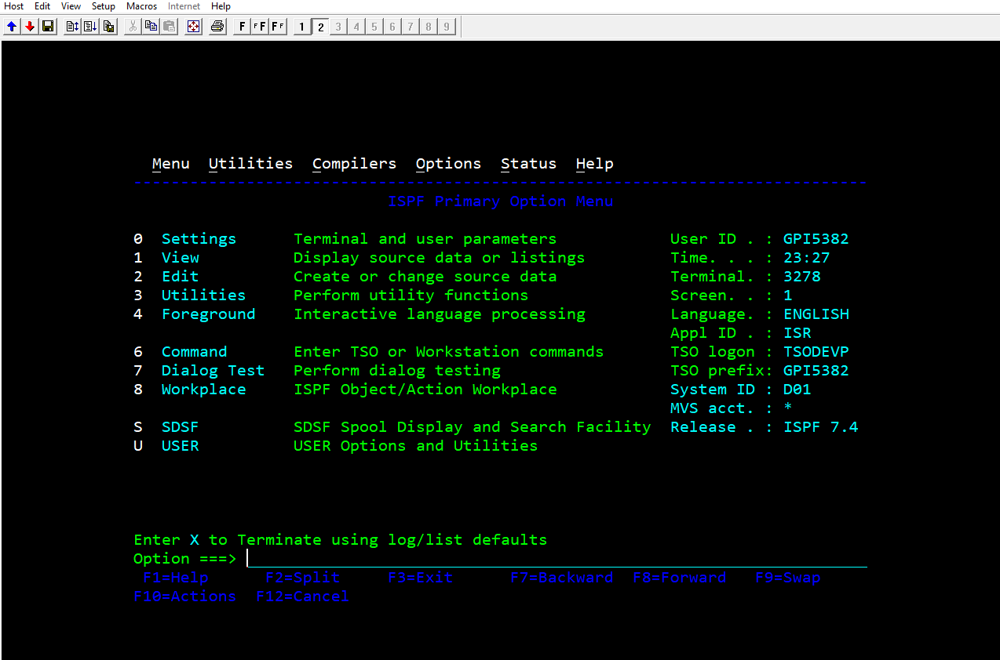 Host Edit View Setup Macros Internet Help
F FF FF 1 2 3 4 5 6 7 8 9
Menu Utilities Compilers Options Status Help
ISPF Primary Option Menu
0 Settings Terminal and user parameters User ID . : GPI5382
1 View Display source data or listings Time. . . : 23:27
2 Edit Create or change source data Terminal. : 3278
3 Utilities Perform utility functions Screen. . : 1
4 Foreground Interactive language processing Language. : ENGLISH
Appl ID . : ISR
6 Command Enter TSO or Workstation commands TSO logon : TSODEVP
7 Dialog Test Perform dialog testing TSO prefix: GPI5382
8 Workplace ISPF Object/Action Workplace System ID : D01
MVS acct. : *
S SDSF SDSF Spool Display and Search Facility Release . : ISPF 7.4
U USER USER Options and Utilities
Enter X to Terminate using log/list defaults
Option ===>
F1=Help F2=Split F3=Exit F7=Backward F8=Forward F9=Swap
F10=Actions F12=Cancel